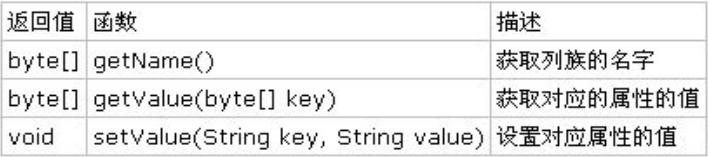 返回值 函数 描述
byte[] getName() 获取列族的名字
byte[] getValue(byte[] key) 获取对应的属性的值
void setValue(String key, String value) 设置对应属性的值